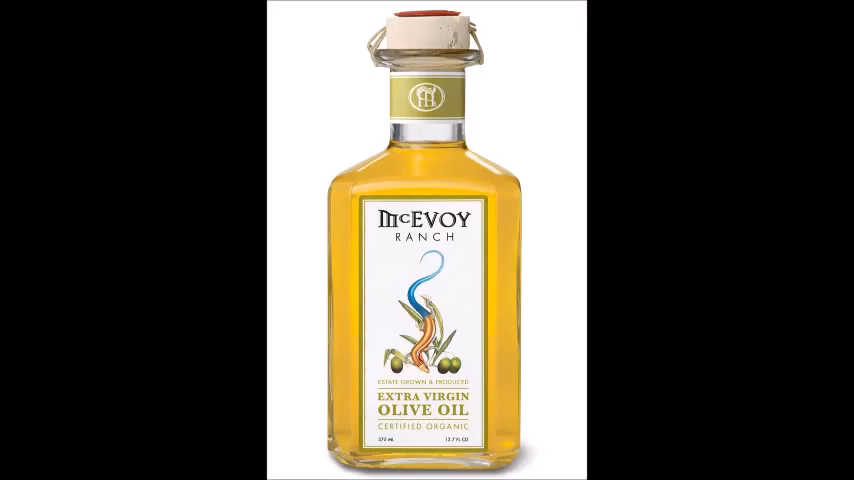 McEVOY
RANCH
ESTATE GROWN & PRODUCED
EXTRA VIRGIN
OLIVE OIL
CERTIFIED ORGANIC
375 ML 12.7 FL OZ